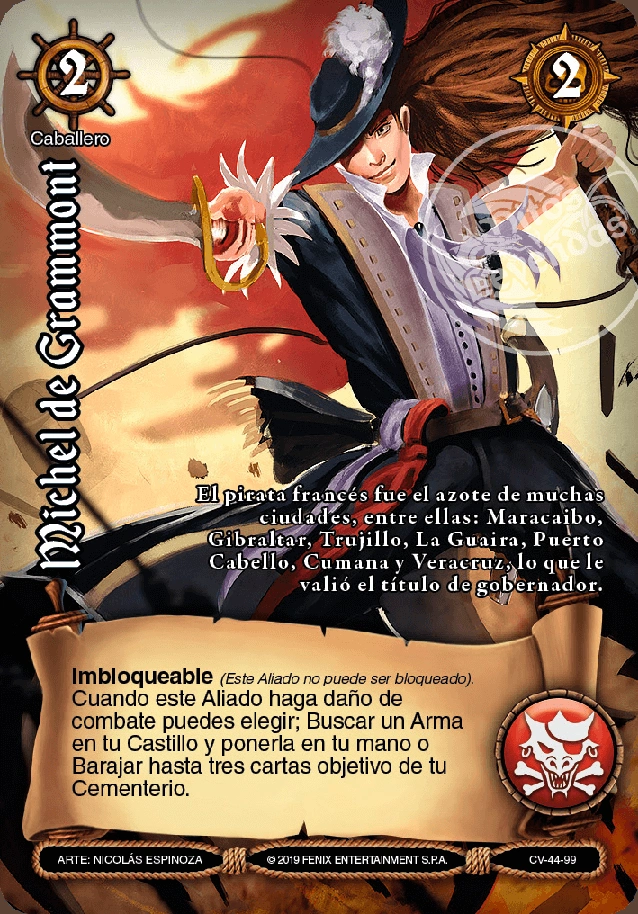 2
2
Caballero
Michel de Grammont
El pirata francés fue el azote de muchas
ciudades, entre ellas: Maracaibo,
Gibraltar, Trujillo, La Guaira, Puerto
Cabello, Cumana y Veracruz, lo que le
valió el título de gobernador.
Imbloqueable (Este Aliado no puede ser bloqueado).
Cuando este Aliado haga daño de
combate puedes elegir; Buscar un Arma
en tu Castillo y ponerla en tu mano o
Barajar hasta tres cartas objetivo de tu
Cementerio.
ARTE: NICOLÁS ESPINOZA
© 2019 FENIX ENTERTAINMENT S.P.A.
CV-44-99